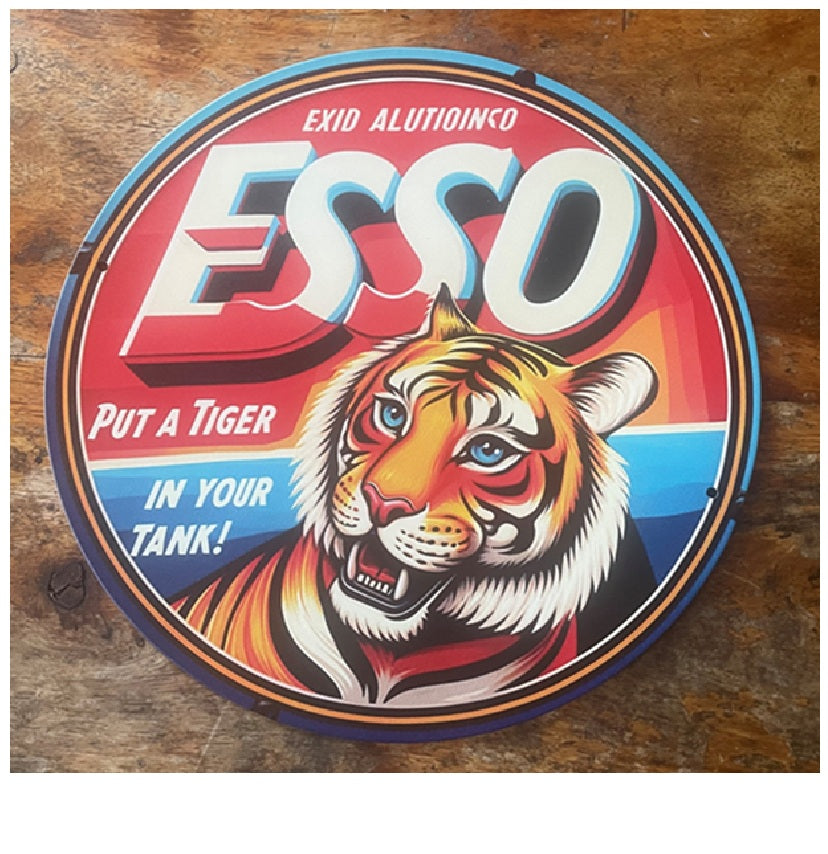 EXID ALUTIOINCO
ESSO
PUT A TIGER
IN YOUR
TANK!